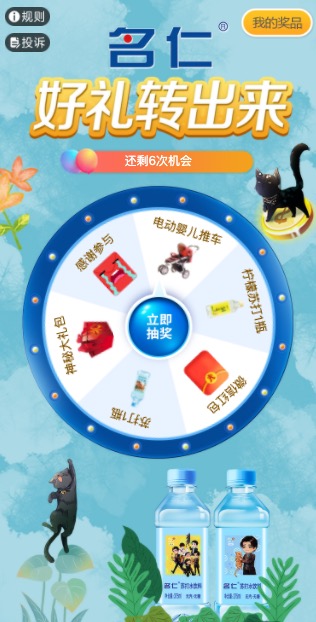 规则
投诉
我的奖品
名仁®
好礼转出来
还剩6次机会
电动婴儿推车
柠檬苏打1瓶
微信红包
苏打1瓶
神秘大礼包
感谢参与
立即
抽奖
名仁
名仁